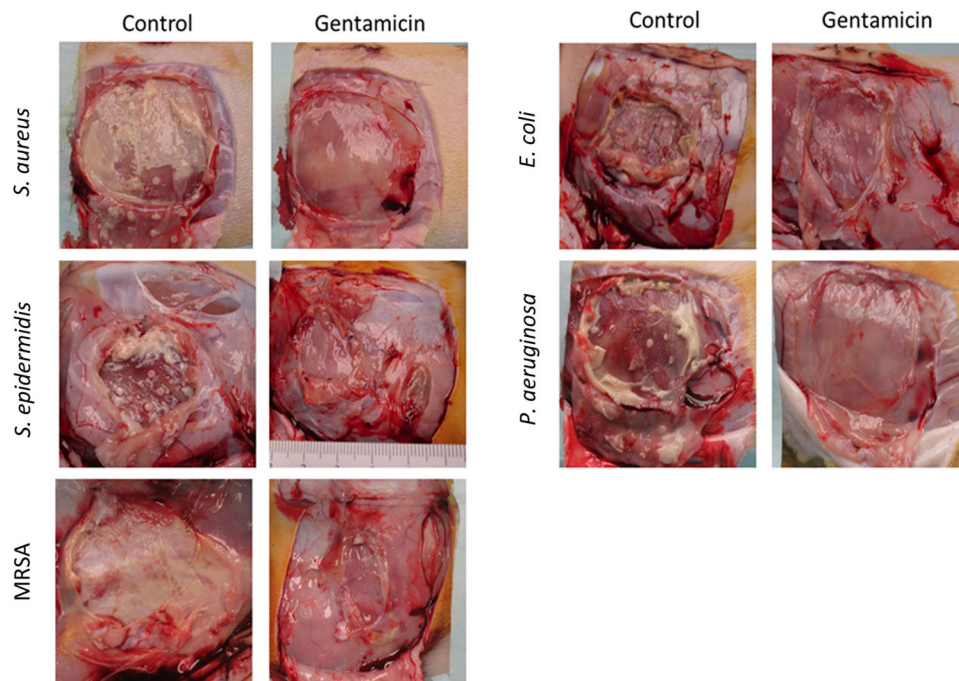 Control Gentamicin
S. aureus
S. epidermidis
MRSA
Control Gentamicin
E. coli
P. aeruginosa